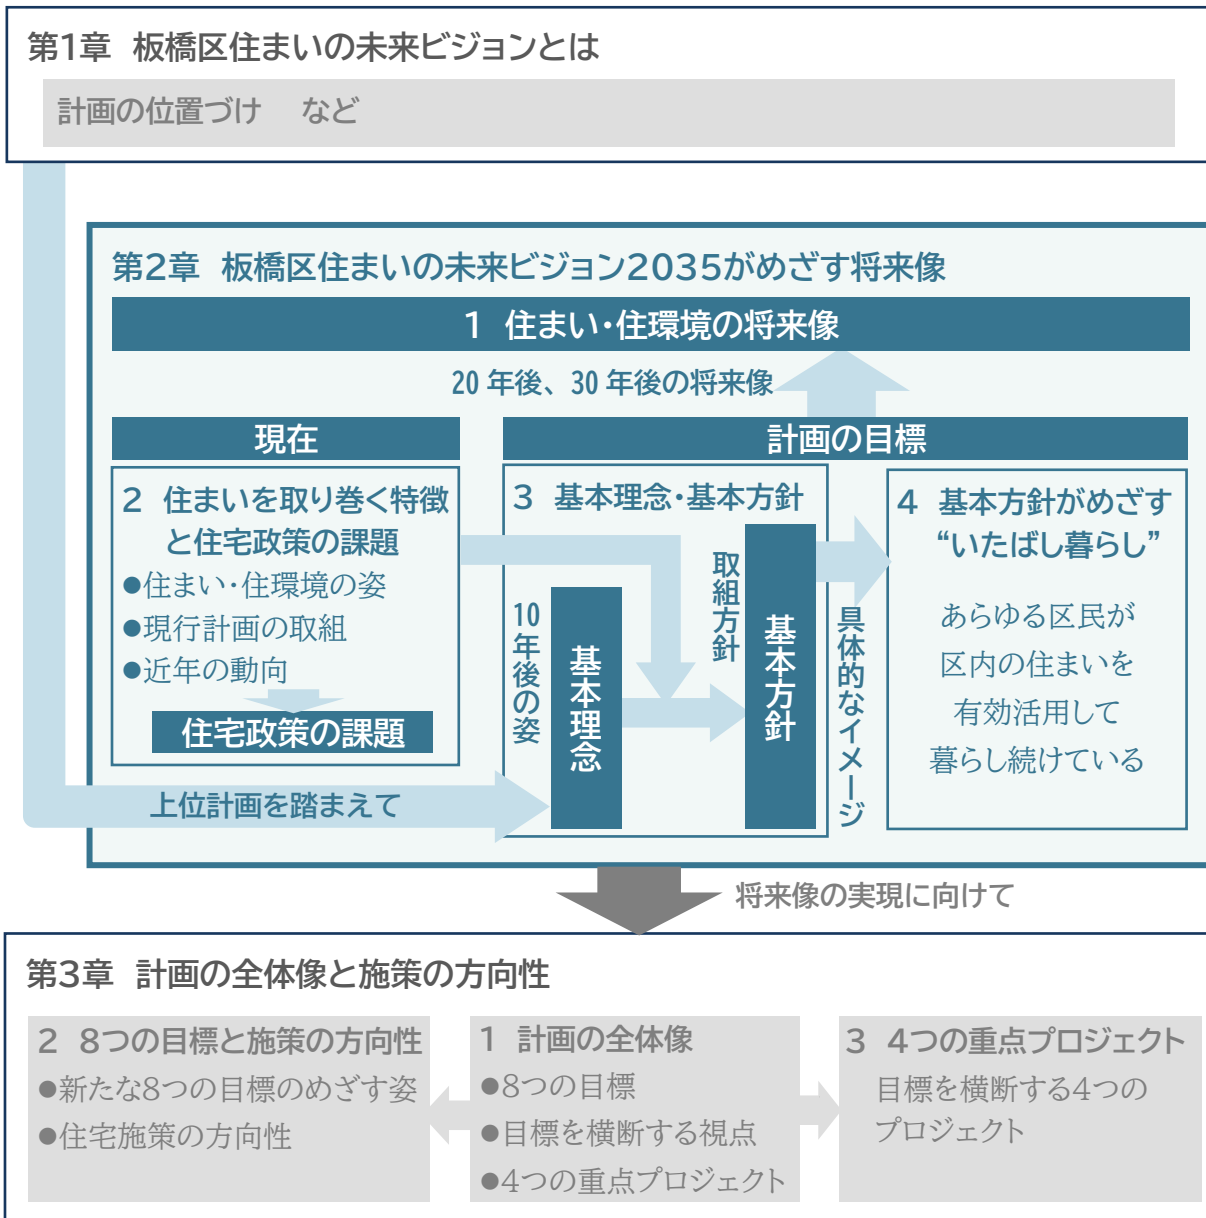 第1章 板橋区住まいの未来ビジョンとは
計画の位置づけ など
第2章 板橋区住まいの未来ビジョン2035がめざす将来像
1 住まい・住環境の将来像
20年後、30年後の将来像
現在
計画の目標
2 住まいを取り巻く特徴
と住宅政策の課題
●住まい・住環境の姿
●現行計画の取組
●近年の動向
住宅政策の課題
上位計画を踏まえて
3 基本理念・基本方針
10年後の姿
基本理念
取組方針
基本方針
具体的なイメージ
4 基本方針がめざす
“いたばし暮らし”
あらゆる区民が
区内の住まいを
有効活用して
暮らし続けている
将来像の実現に向けて
第3章 計画の全体像と施策の方向性
2 8つの目標と施策の方向性
●新たな8つの目標のめざす姿
●住宅施策の方向性
1 計画の全体像
●8つの目標
●目標を横断する視点
●4つの重点プロジェクト
3 4つの重点プロジェクト
目標を横断する4つの
プロジェクト